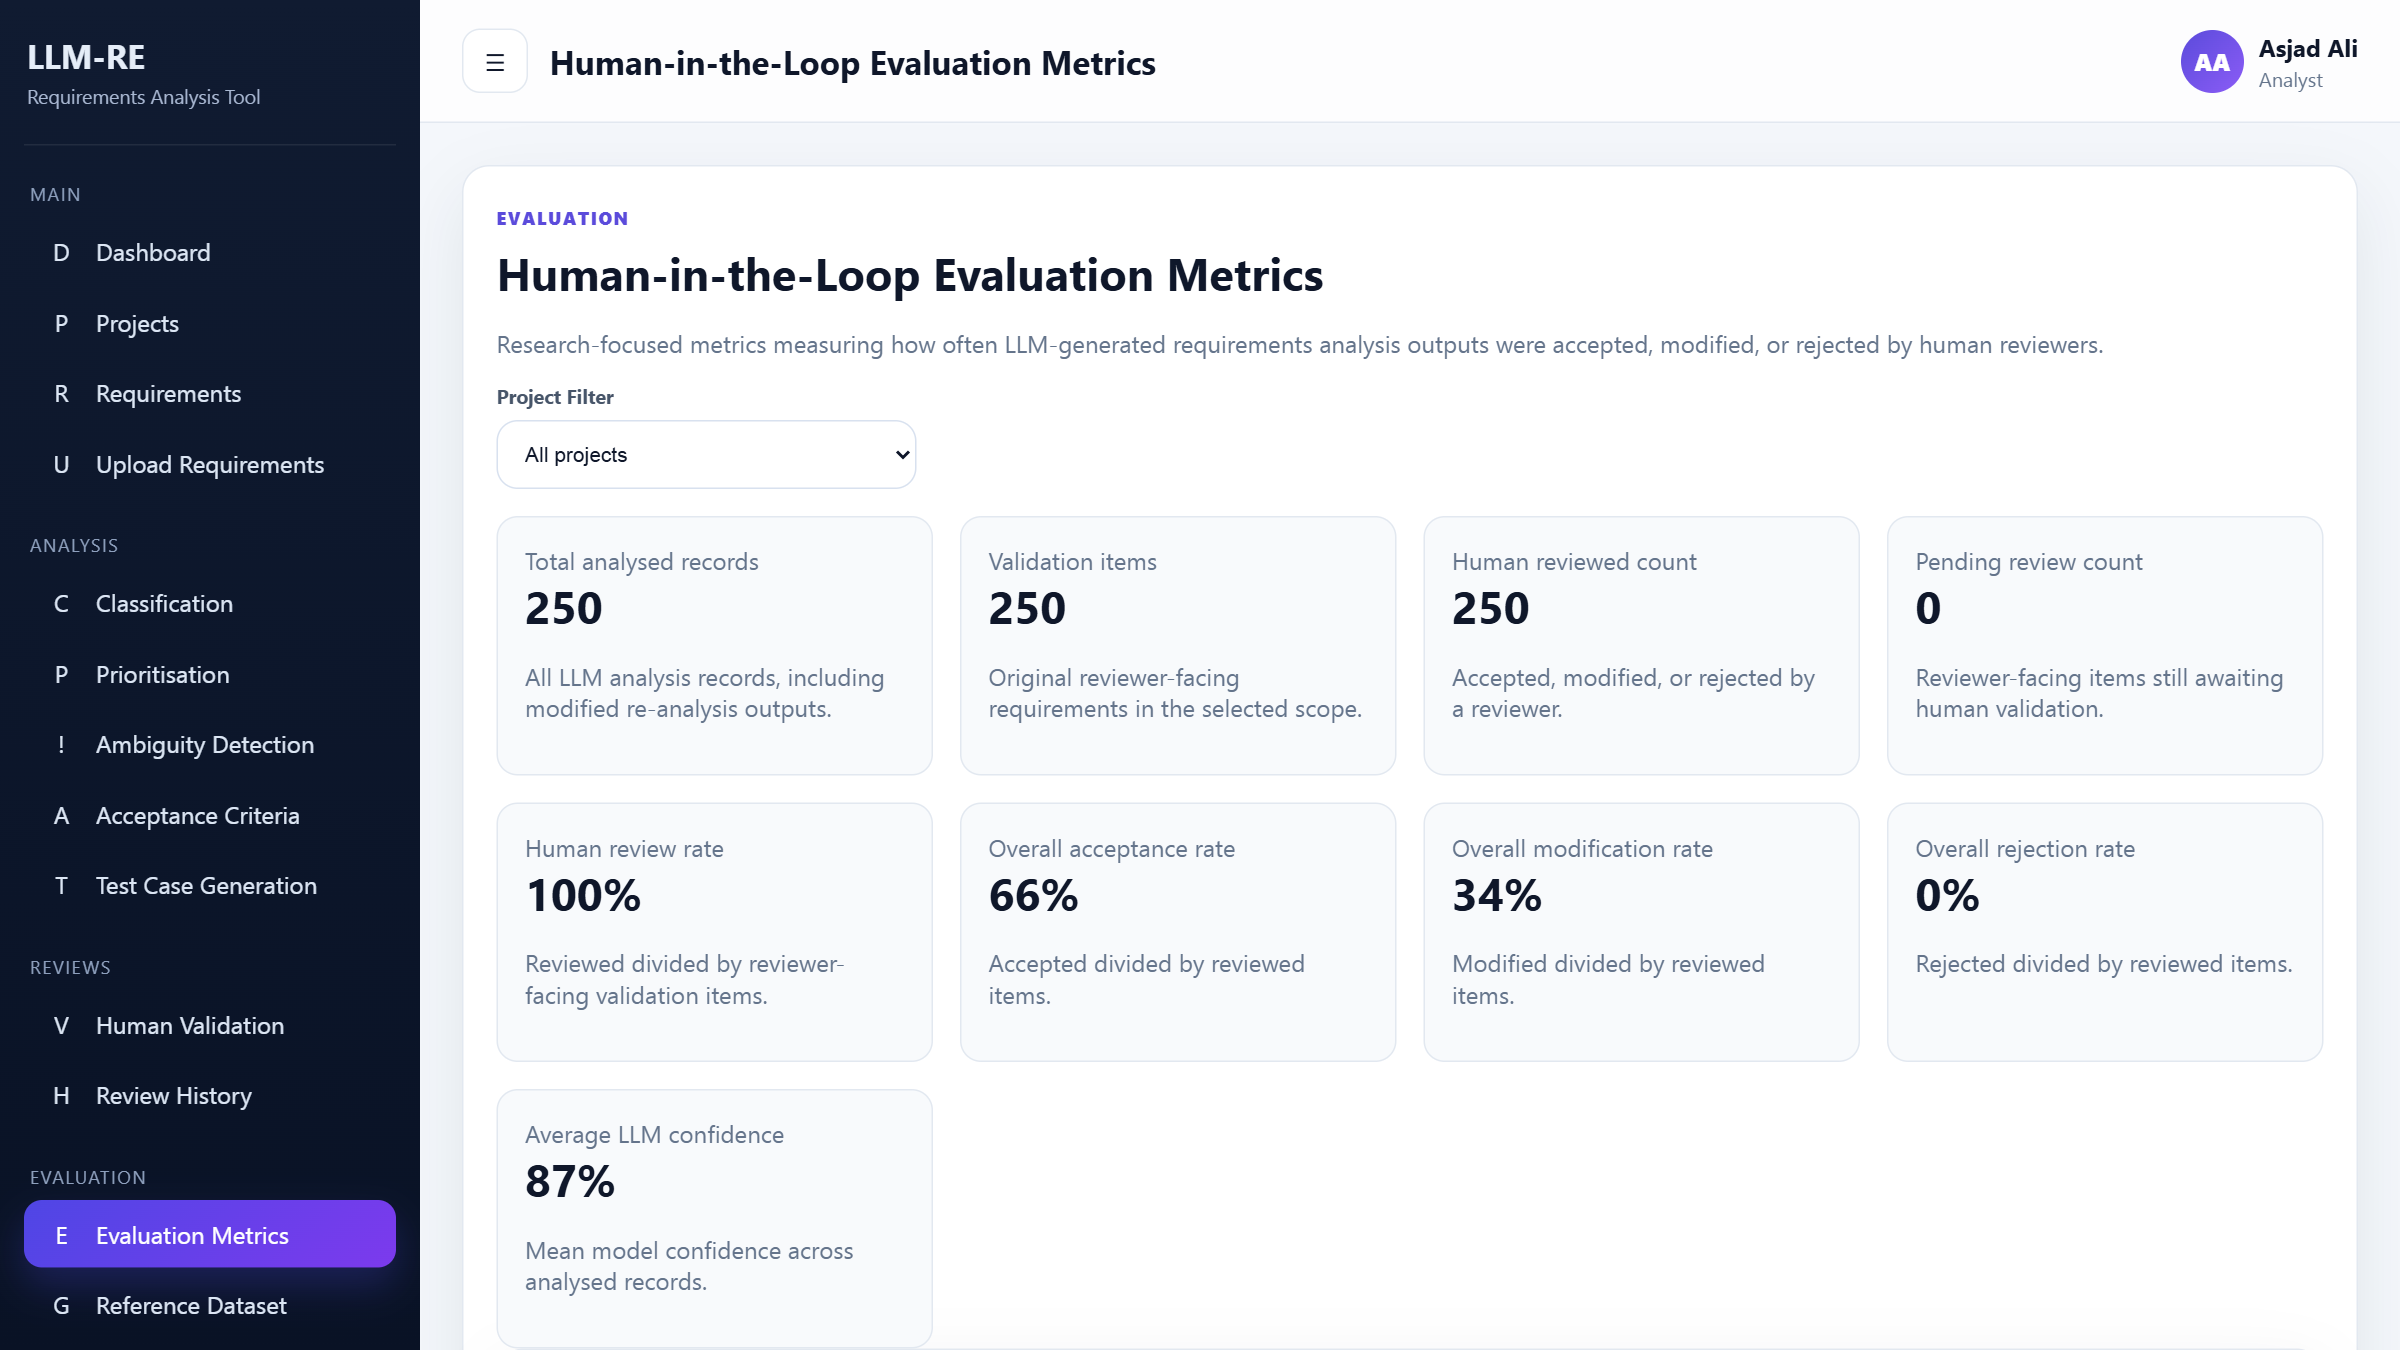 LLM-RE
Requirements Analysis Tool
MAIN
D Dashboard
P Projects
R Requirements
U Upload Requirements
ANALYSIS
C Classification
P Prioritisation
! Ambiguity Detection
A Acceptance Criteria
T Test Case Generation
REVIEWS
V Human Validation
H Review History
EVALUATION
E Evaluation Metrics
G Reference Dataset
Human-in-the-Loop Evaluation Metrics
AA
Asjad Ali
Analyst
EVALUATION
Human-in-the-Loop Evaluation Metrics
Research-focused metrics measuring how often LLM-generated requirements analysis outputs were accepted, modified, or rejected by human reviewers.
Project Filter
All projects
Total analysed records
250
All LLM analysis records, including
modified re-analysis outputs.
Validation items
250
Original reviewer-facing
requirements in the selected scope.
Human reviewed count
250
Accepted, modified, or rejected by
a reviewer.
Pending review count
0
Reviewer-facing items still awaiting
human validation.
Human review rate
100%
Reviewed divided by reviewer-
facing validation items.
Overall acceptance rate
66%
Accepted divided by reviewed
items.
Overall modification rate
34%
Modified divided by reviewed
items.
Overall rejection rate
0%
Rejected divided by reviewed items.
Average LLM confidence
87%
Mean model confidence across
analysed records.